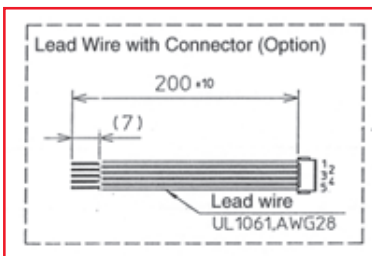 Lead Wire with Connector (Option)
200 ±10
(7)
1
2
3
4
5
Lead wire
UL1061,AWG28